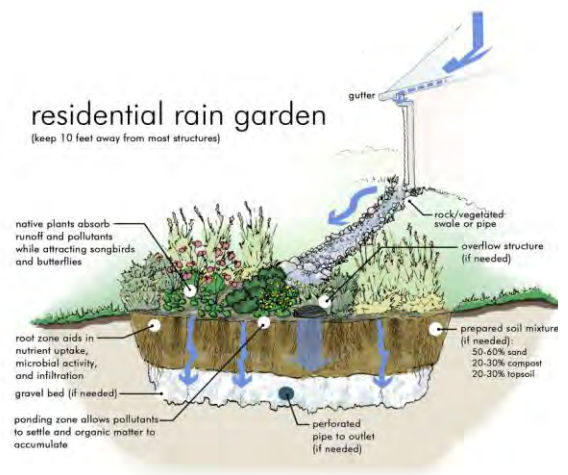 gutter
residential rain garden
(keep 10 feet away from most structures)
rock/vegetated
swale or pipe
native plants absorb
runoff and pollutants
while attracting songbirds
and butterflies
overflow structure
(if needed)
root zone aids in
nutrient uptake,
microbial activity,
and infiltration
prepared soil mixture
(if needed):
50-60% sand
20-30% compost
20-30% topsoil
gravel bed (if needed)
ponding zone allows pollutants
to settle and organic matter to
accumulate
perforated
pipe to outlet
(if needed)